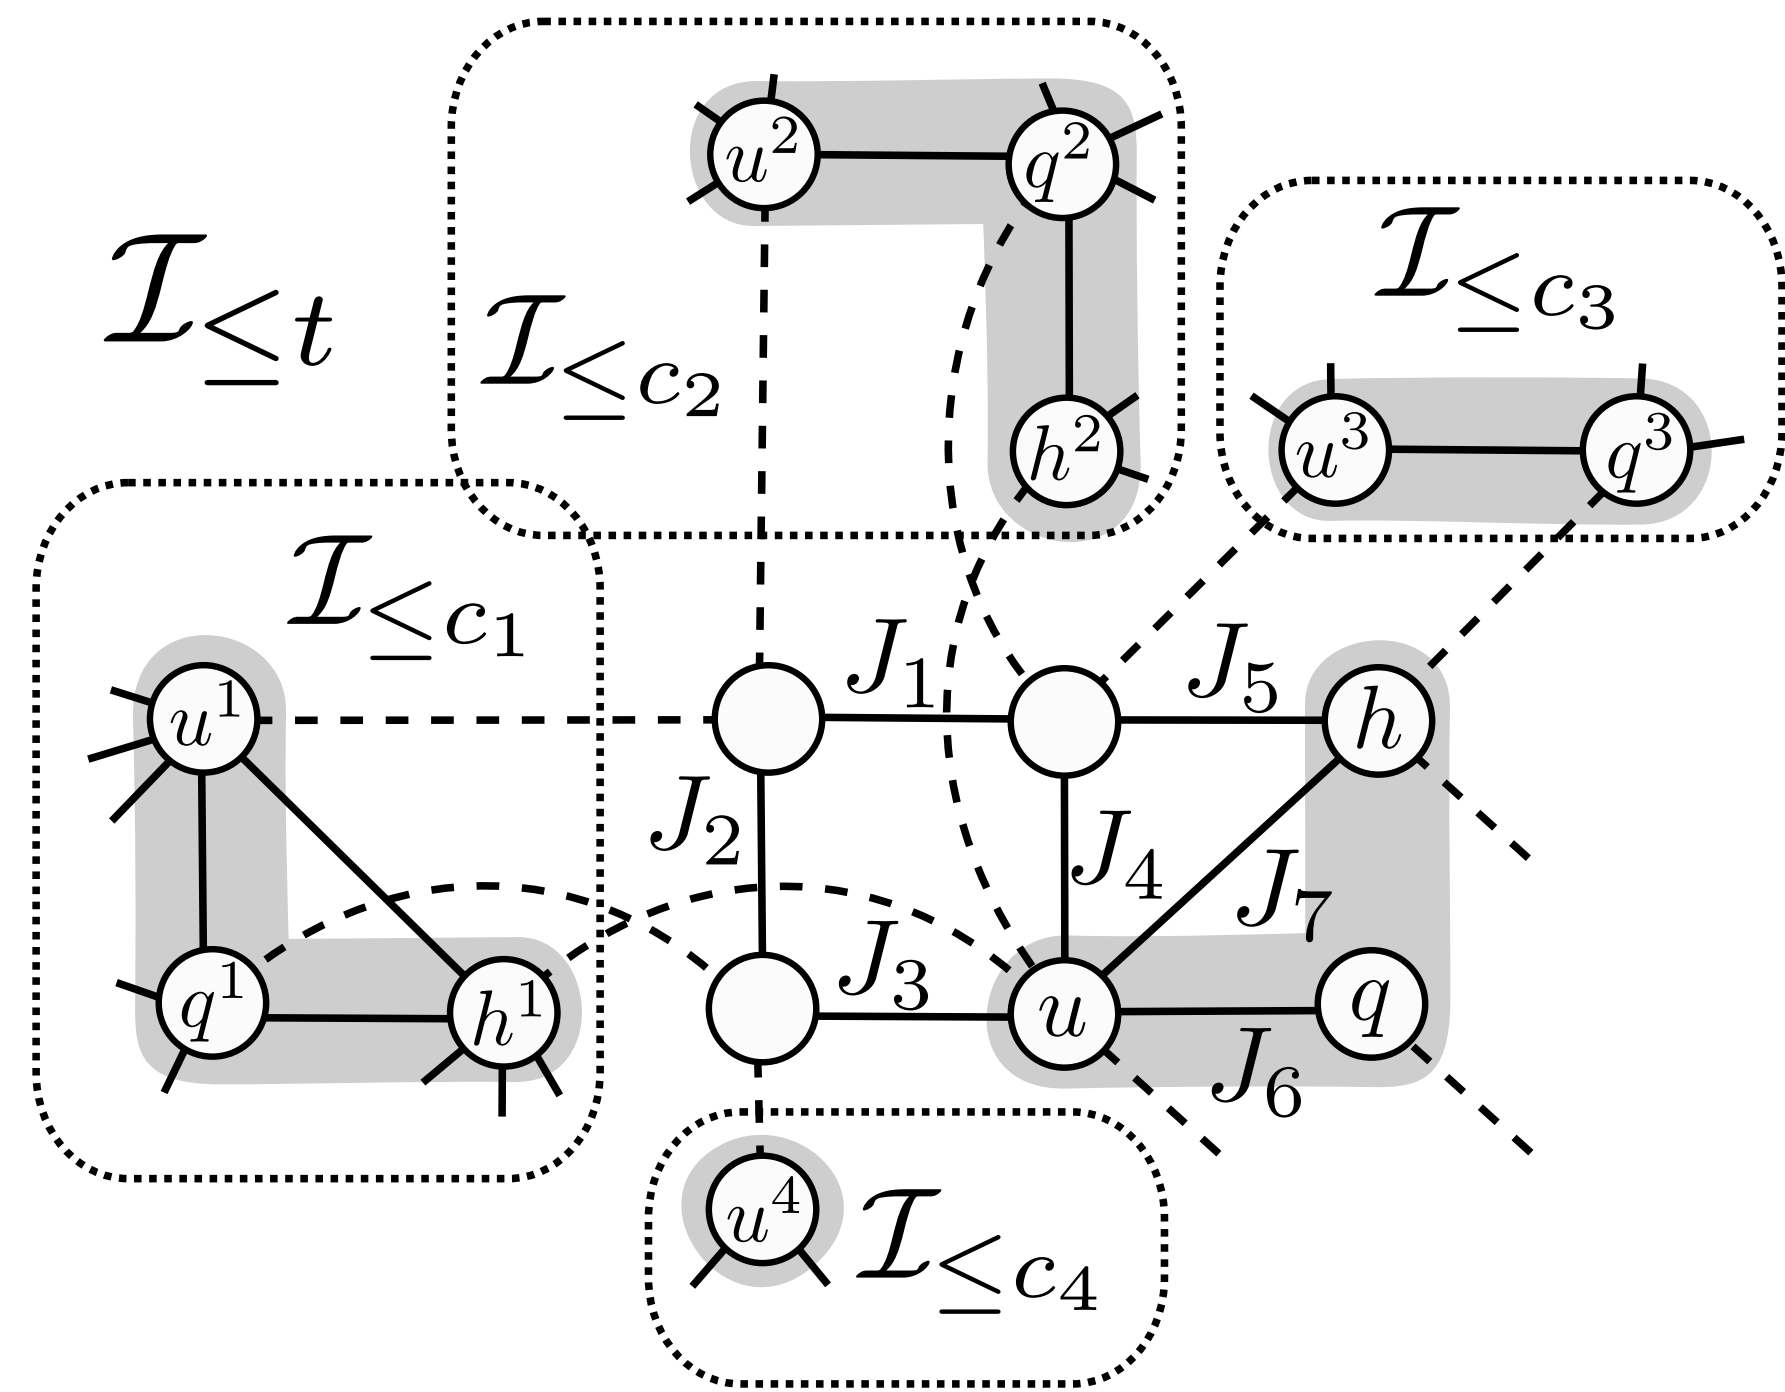 u²
q²
𝓘≤t
𝓘≤c₃
𝓘≤c₂
h²
u³
q³
𝓘≤c₁
u¹
J₁
J₅
h
J₂
J₄
J₇
q¹
h¹
J₃
u
q
J₆
u⁴
𝓘≤c₄